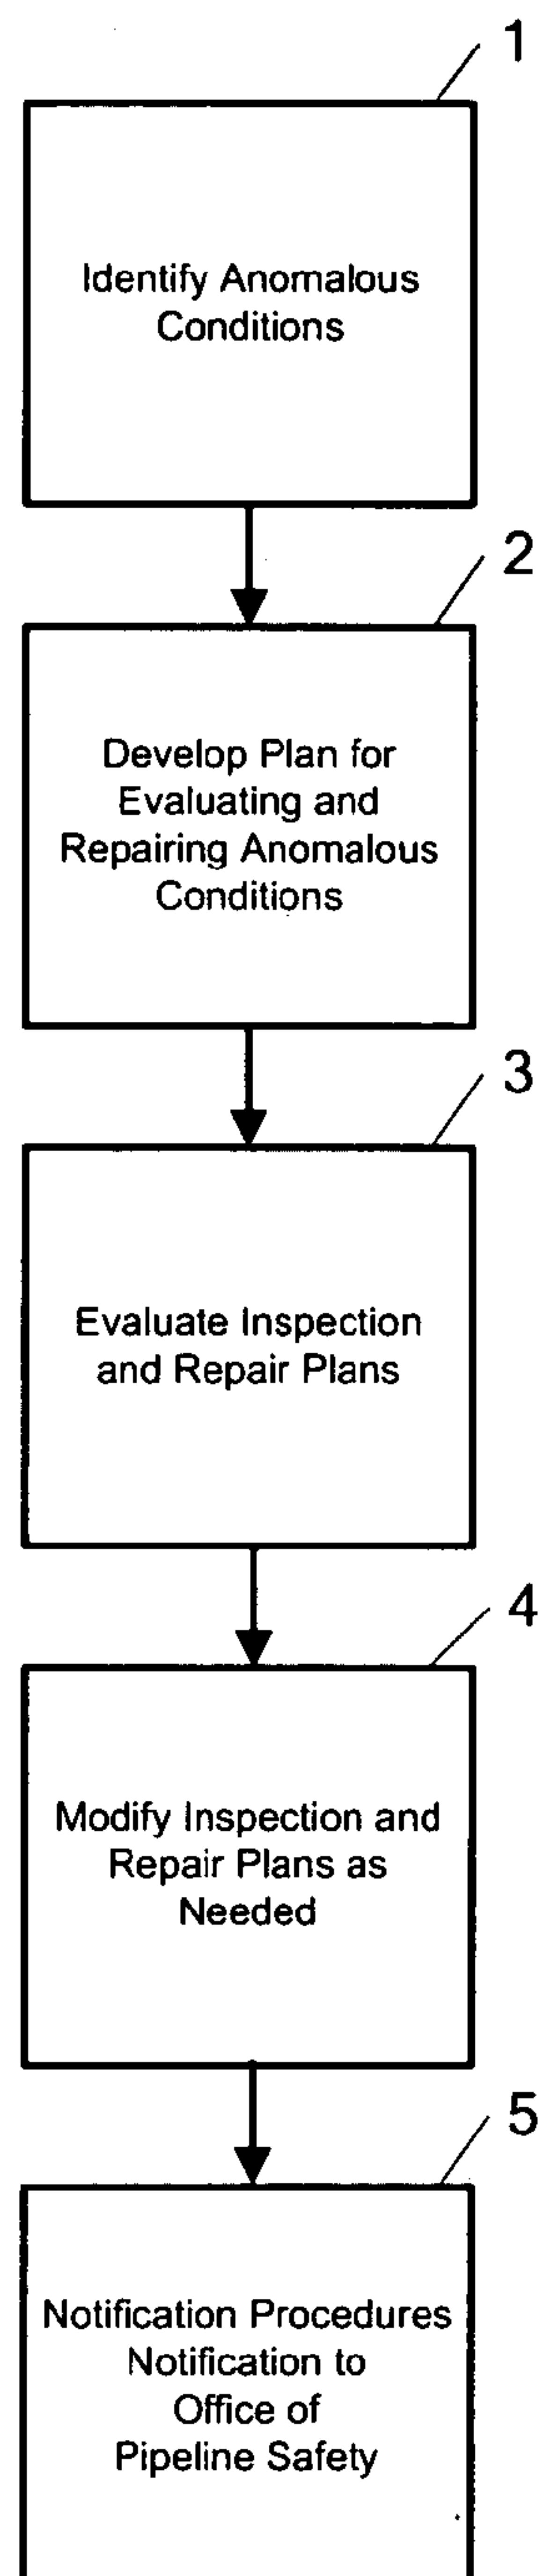 1
Identify Anomalous
Conditions
2
Develop Plan for
Evaluating and
Repairing Anomalous
Conditions
3
Evaluate Inspection
and Repair Plans
4
Modify Inspection and
Repair Plans as
Needed
5
Notification Procedures
Notification to
Office of
Pipeline Safety